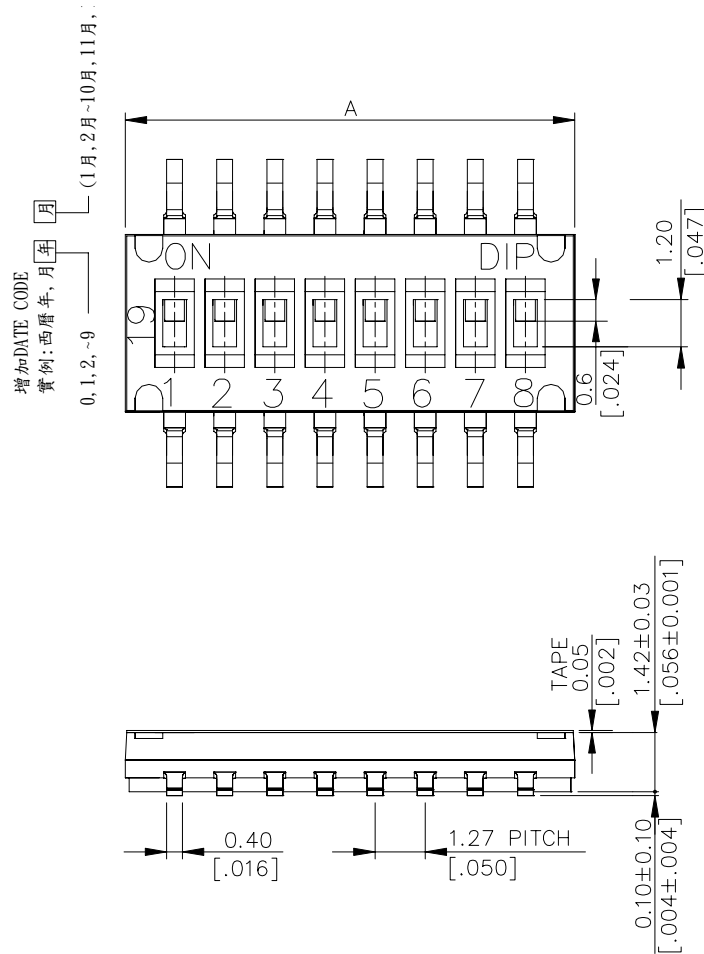 增加DATE CODE
實例:西曆年,月
年
月
0,1,2,~9
(1月,2月~10月,11月,
A
ON
DIP
19
1 2 3 4 5 6 7 8
1.20
[.047]
0.6
[.024]
TAPE
0.05
[.002]
1.42±0.03
[.056±0.001]
0.40
[.016]
1.27 PITCH
[.050]
0.10±0.10
[.004±.004]